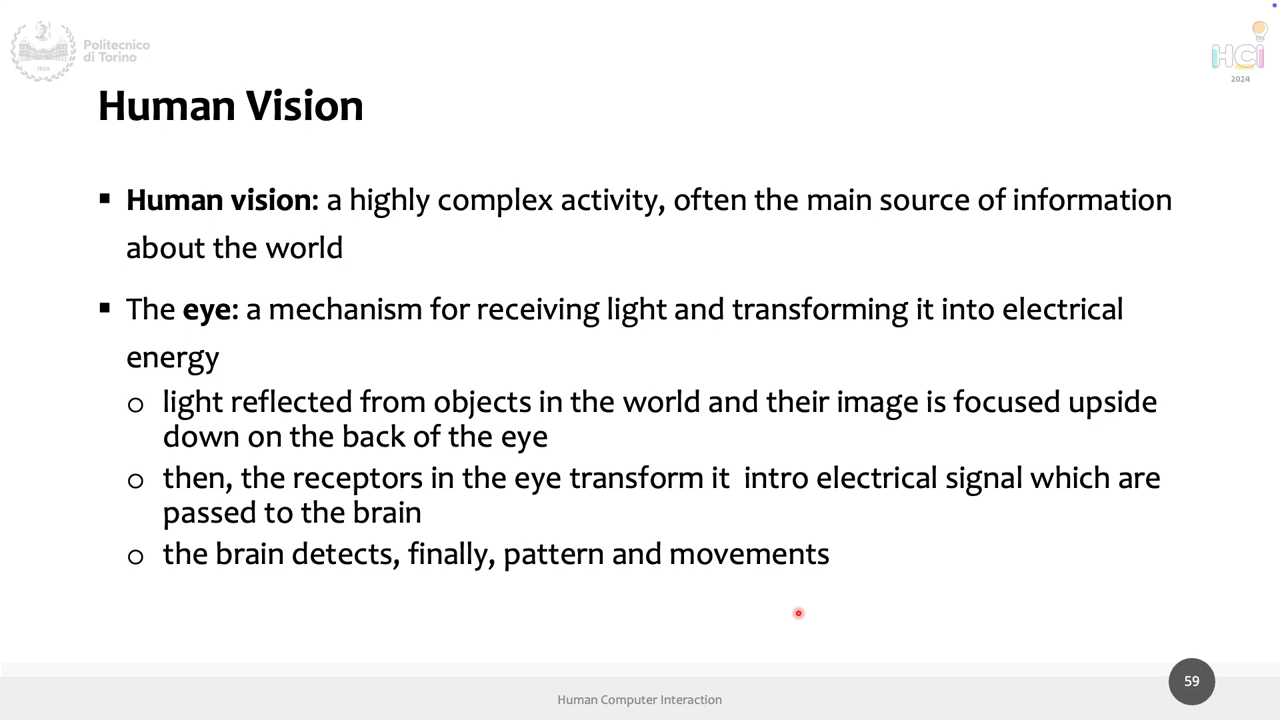 Politecnico
di Torino
1859
HCI
2024
Human Vision
▪ Human vision: a highly complex activity, often the main source of information
about the world
▪ The eye: a mechanism for receiving light and transforming it into electrical
energy
o light reflected from objects in the world and their image is focused upside
down on the back of the eye
o then, the receptors in the eye transform it  intro electrical signal which are
passed to the brain
o the brain detects, finally, pattern and movements
59
Human Computer Interaction